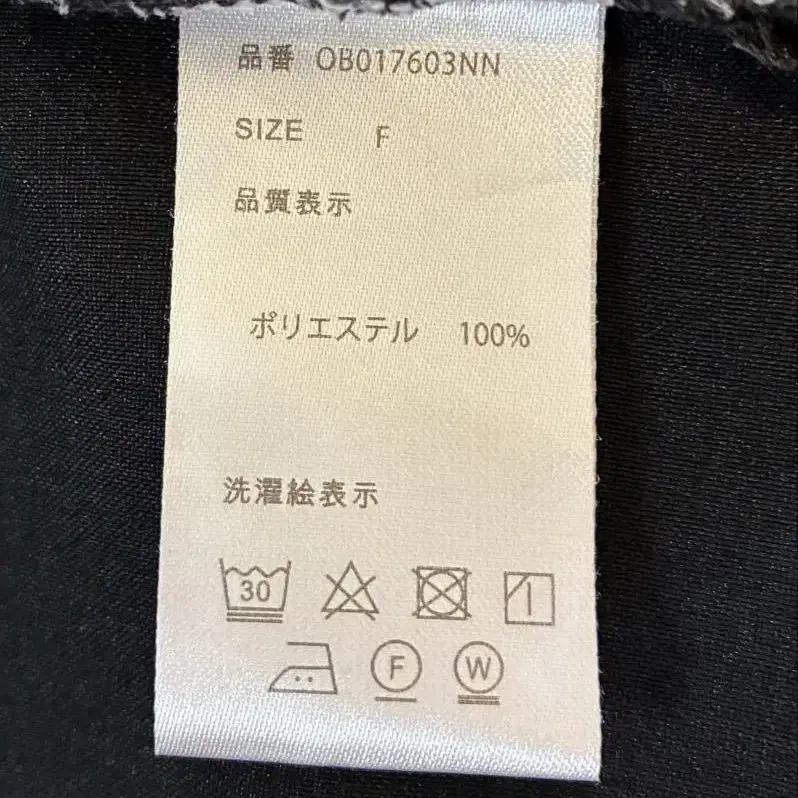 品番 OB017603NN
SIZE F
品質表示
ポリエステル 100%
洗濯絵表示
30
F W